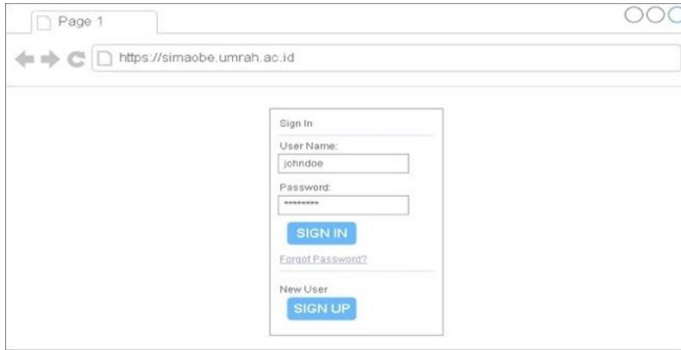 Page 1
https://simaobe.umrah.ac.id
Sign In
User Name:
johndoe
Password:
********
SIGN IN
Forgot Password?
New User
SIGN UP